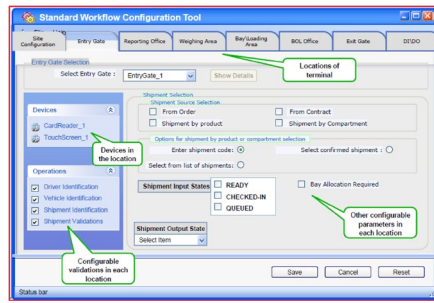 Standard Workflow Configuration Tool
Site Configuration
Entry Gate
Reporting Office
Weighing Area
Bay\Loading Area
BOL Office
Exit Gate
DI\DO
Entry Gate Selection
Select Entry Gate :
EntryGate_1
Show Details
Locations of terminal
Devices
CardReader_1
TouchScreen_1
Devices in the location
Operations
Driver Identification
Vehicle Identification
Shipment Identification
Shipment Validations
Configurable validations in each location
Shipment Selection
Shipment Source Selection
From Order
From Contract
Shipment by product
Shipment by Compartment
Options for shipment by product or compartment selection
Enter shipment code:
Select confirmed shipment :
Select from list of shipments:
Shipment Input States
READY
CHECKED-IN
QUEUED
Bay Allocation Required
Other configurable parameters in each location
Shipment Output State
Select Item
Save
Cancel
Reset
Status bar